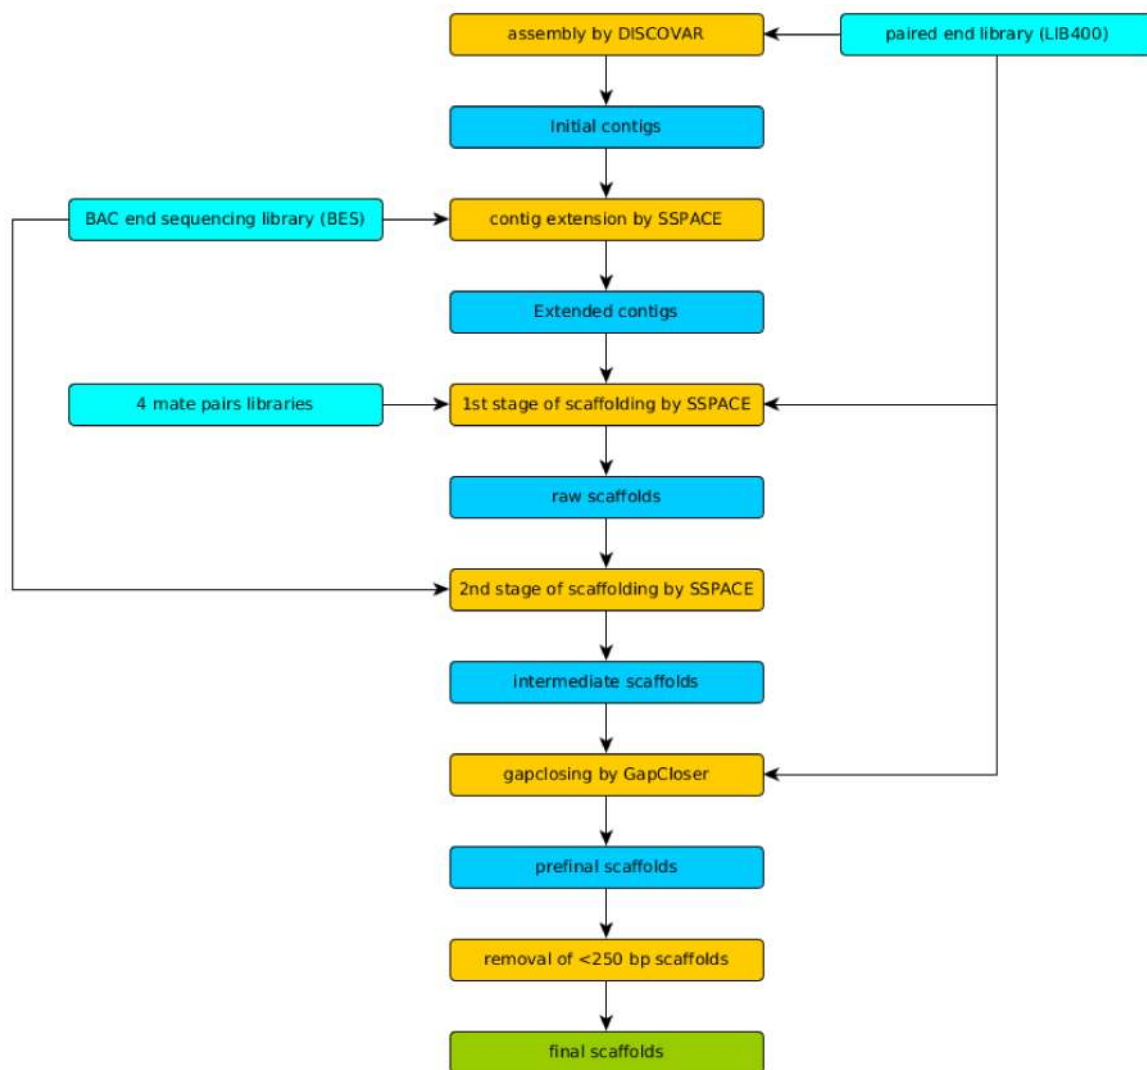 assembly by DISCOVAR
paired end library (LIB400)
Initial contigs
BAC end sequencing library (BES)
contig extension by SSPACE
Extended contigs
4 mate pairs libraries
1st stage of scaffolding by SSPACE
raw scaffolds
2nd stage of scaffolding by SSPACE
intermediate scaffolds
gapclosing by GapCloser
prefinal scaffolds
removal of <250 bp scaffolds
final scaffolds